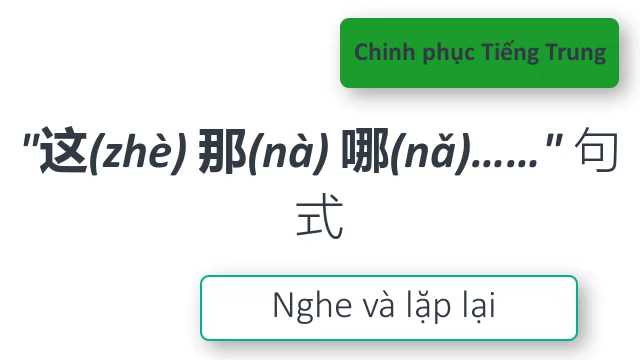 Chinh phục Tiếng Trung
"这(zhè) 那(nà) 哪(nǎ)……" 句
式
Nghe và lặp lại